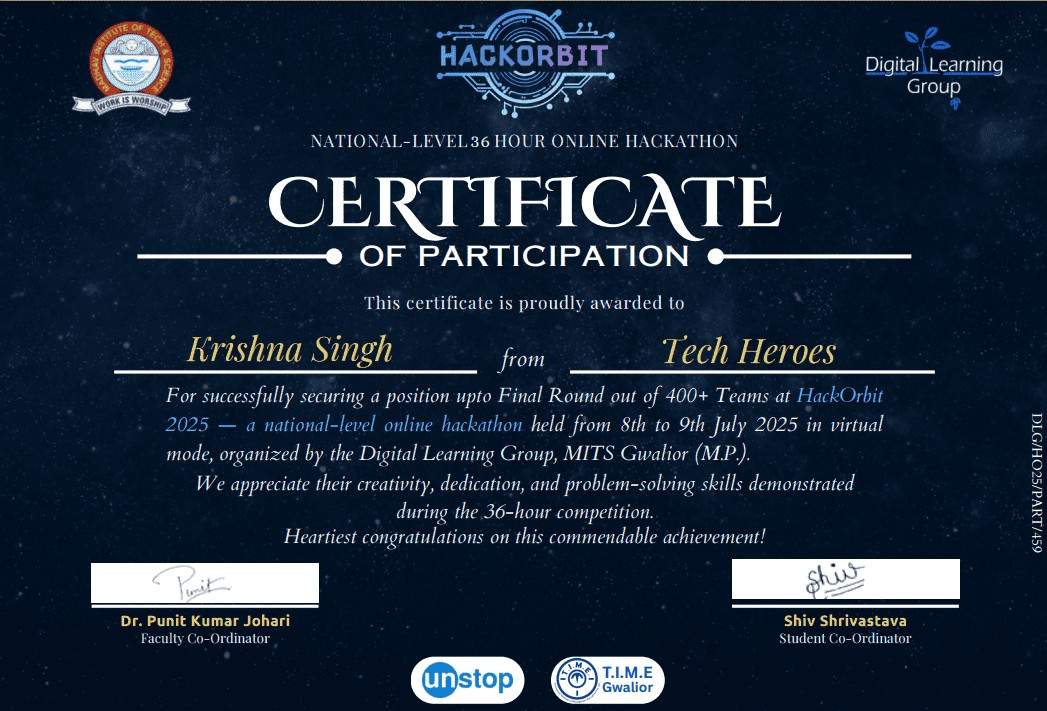 MADHAV INSTITUTE OF TECH & SCIENCE
WORK IS WORSHIP
HACKORBIT
Digital Learning
Group
NATIONAL-LEVEL 36 HOUR ONLINE HACKATHON
CERTIFICATE
OF PARTICIPATION
This certificate is proudly awarded to
Krishna Singh from Tech Heroes
For successfully securing a position upto Final Round out of 400+ Teams at HackOrbit
2025 — a national-level online hackathon held from 8th to 9th July 2025 in virtual
mode, organized by the Digital Learning Group, MITS Gwalior (M.P.).
We appreciate their creativity, dedication, and problem-solving skills demonstrated
during the 36-hour competition.
Heartiest congratulations on this commendable achievement!
DLG/HO25/PART/459
Punit
Dr. Punit Kumar Johari
Faculty Co-Ordinator
Shiv
Shiv Shrivastava
Student Co-Ordinator
unstop
T.I.M.E
T.I.M.E
Gwalior